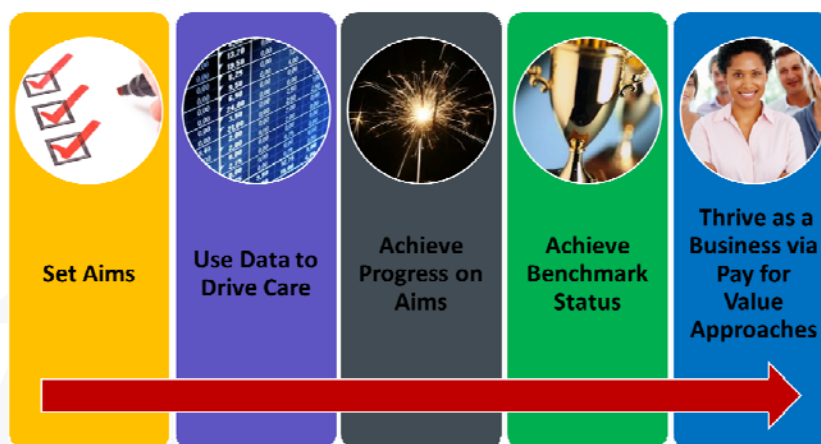 Set Aims
Use Data to
Drive Care
Achieve
Progress on
Aims
Achieve
Benchmark
Status
Thrive as a
Business via
Pay for
Value
Approaches